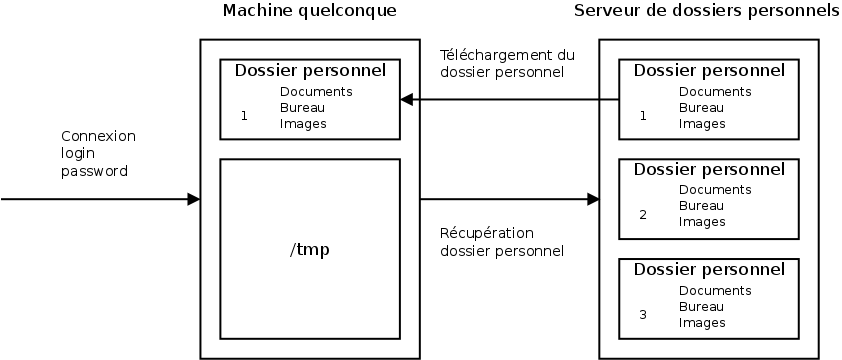 Machine quelconque
Serveur de dossiers personnels
Connexion
login
password
Dossier personnel
1
Documents
Bureau
Images
/tmp
Téléchargement du
dossier personnel
Récupération
dossier personnel
Dossier personnel
1
Documents
Bureau
Images
Dossier personnel
2
Documents
Bureau
Images
Dossier personnel
3
Documents
Bureau
Images